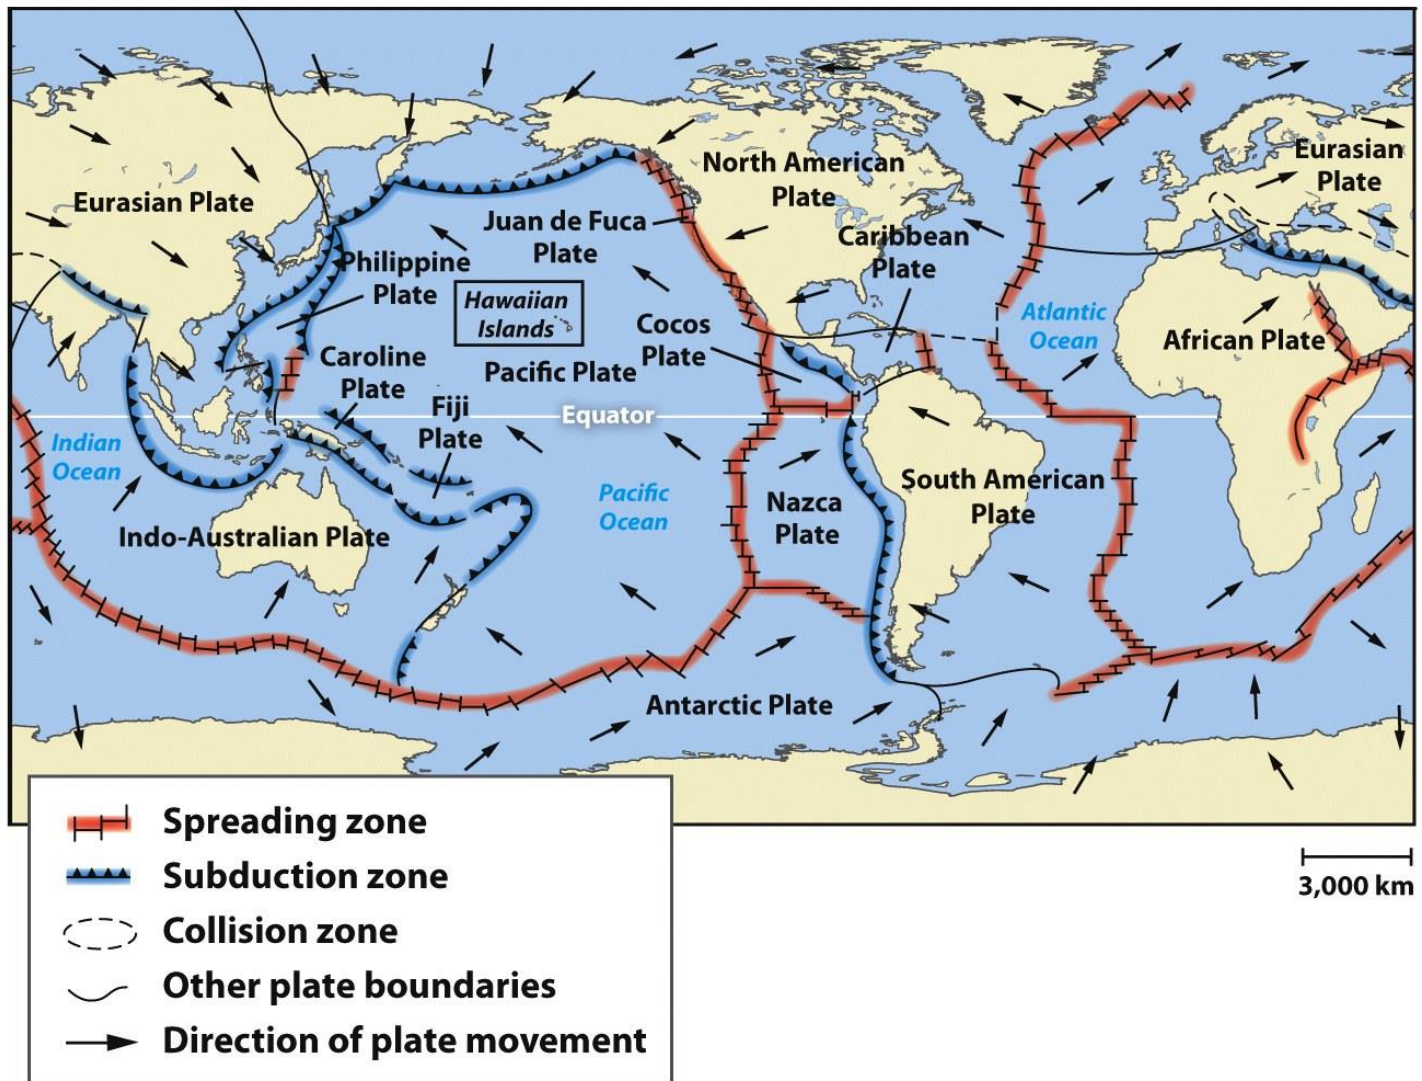 North American
Plate
Eurasian
Plate
Eurasian Plate
Juan de Fuca
Plate
Caribbean
Plate
Philippine
Plate
Hawaiian
Islands
Atlantic
Ocean
African Plate
Cocos
Plate
Caroline
Plate
Pacific Plate
Fiji
Plate
Equator
Indian
Ocean
Pacific
Ocean
Nazca
Plate
South American
Plate
Indo-Australian Plate
Antarctic Plate
Spreading zone
Subduction zone
Collision zone
Other plate boundaries
Direction of plate movement
3,000 km